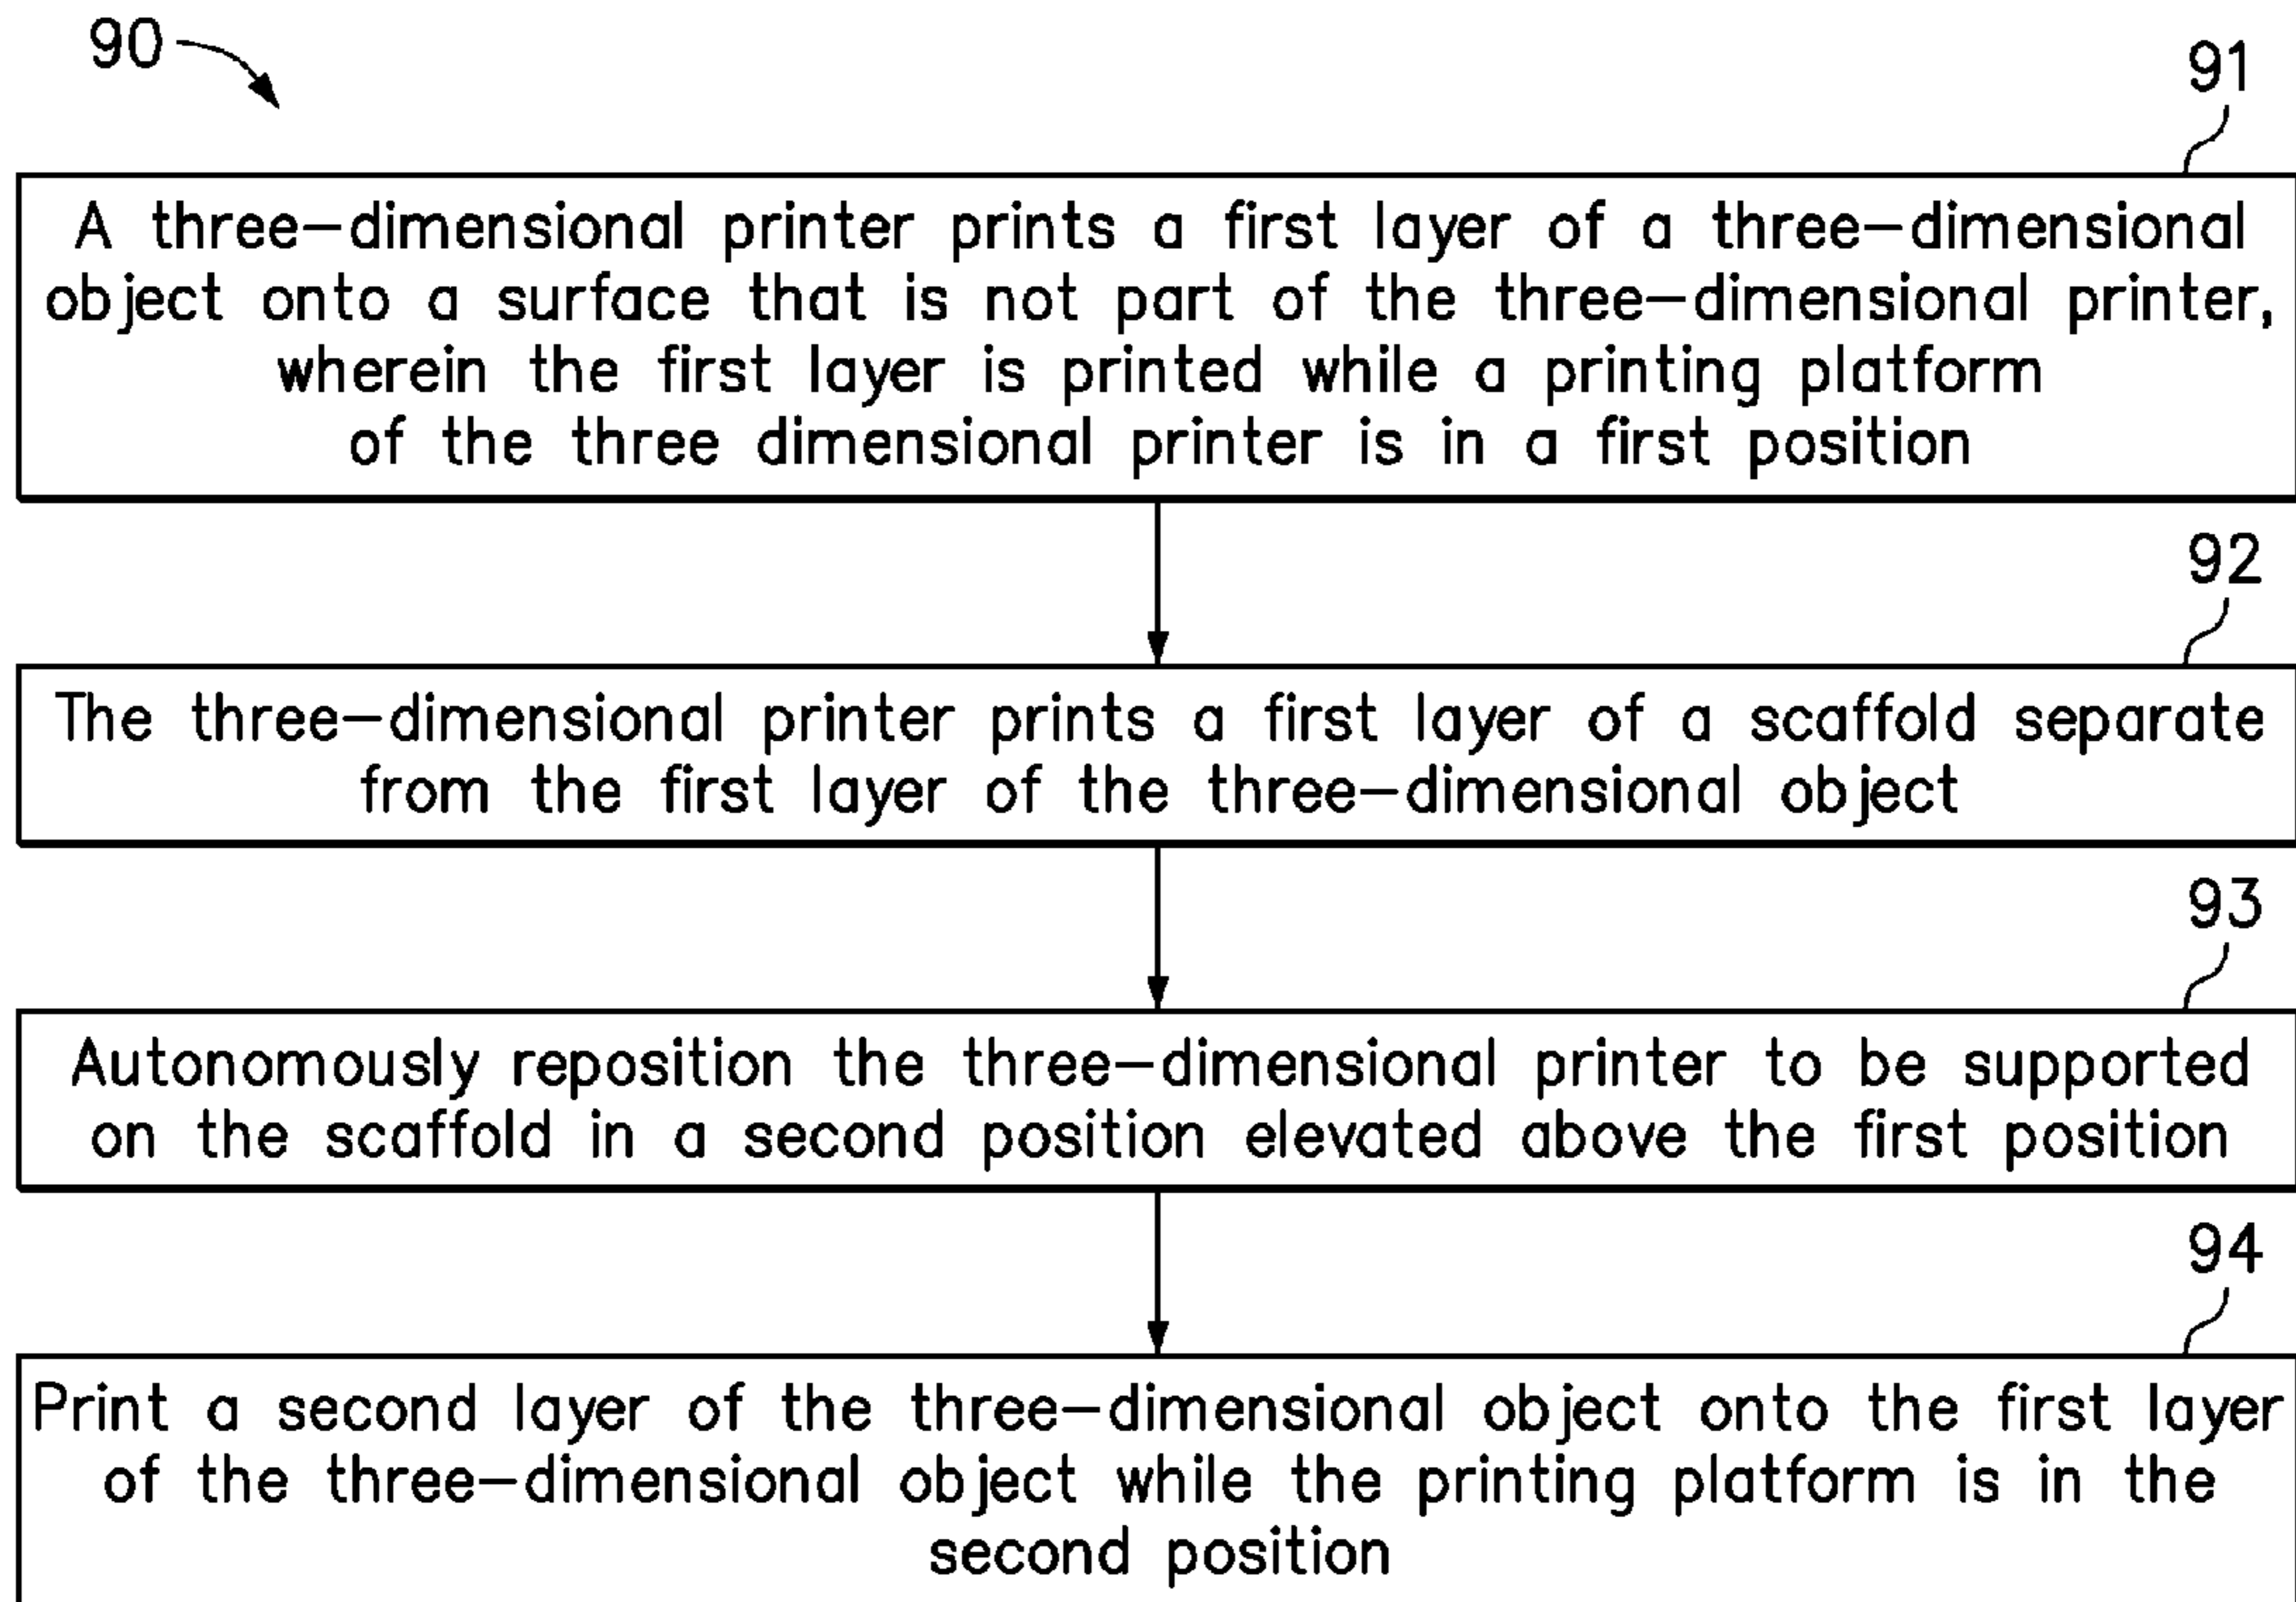 90
91
A three-dimensional printer prints a first layer of a three-dimensional
object onto a surface that is not part of the three-dimensional printer,
wherein the first layer is printed while a printing platform
of the three dimensional printer is in a first position
92
The three-dimensional printer prints a first layer of a scaffold separate
from the first layer of the three-dimensional object
93
Autonomously reposition the three-dimensional printer to be supported
on the scaffold in a second position elevated above the first position
94
Print a second layer of the three-dimensional object onto the first layer
of the three-dimensional object while the printing platform is in the
second position